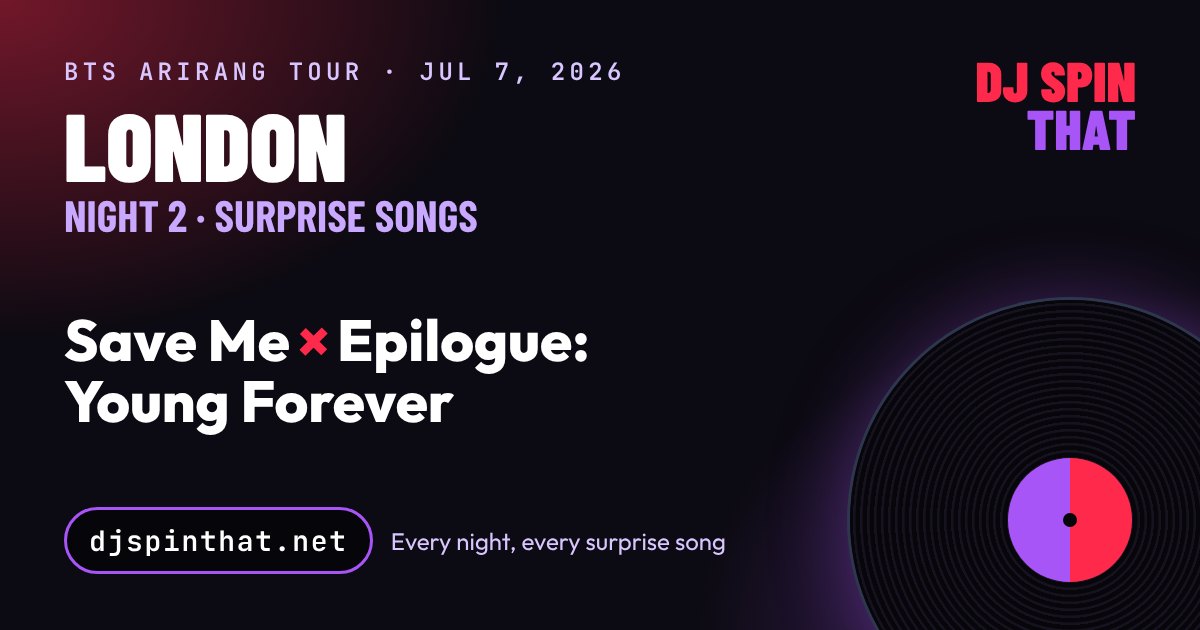 BTS ARIRANG TOUR · JUL 7, 2026
DJ SPIN
THAT
LONDON
NIGHT 2 · SURPRISE SONGS
Save Me × Epilogue:
Young Forever
djspinthat.net
Every night, every surprise song